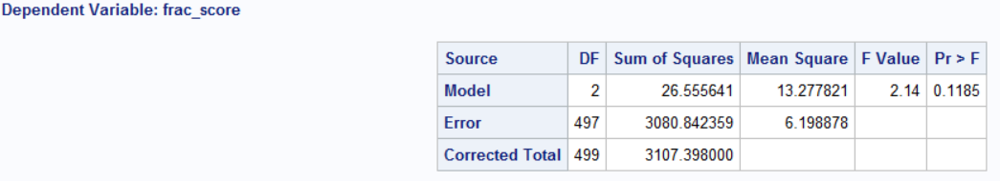 Dependent Variable: frac_score
Source DF Sum of Squares Mean Square F Value Pr > F
Model 2 26.555641 13.277821 2.14 0.1185
Error 497 3080.842359 6.198878
Corrected Total 499 3107.398000